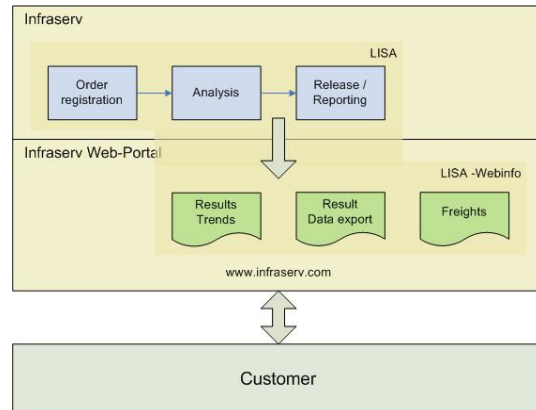 Infraserv
LISA
Order
registration
Analysis
Release /
Reporting
Infraserv Web-Portal
LISA -Webinfo
Results
Trends
Result
Data export
Freights
www.infraserv.com
Customer